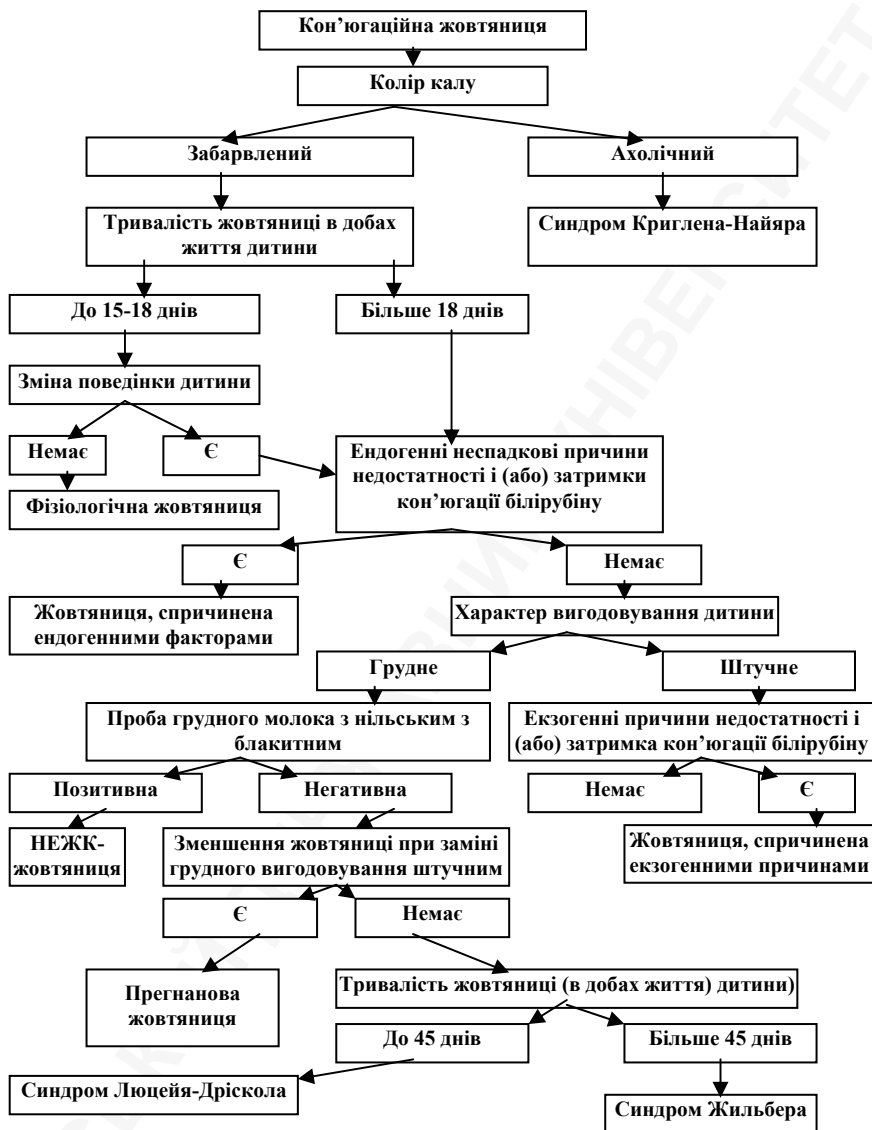 Кон’югаційна жовтяниця
Колір калу
Забарвлений
Ахолічний
Тривалість жовтяниці в добах
життя дитини
Синдром Криглена-Найяра
До 15-18 днів
Більше 18 днів
Зміна поведінки дитини
Немає
Є
Ендогенні неспадкові причини
недостатності і (або) затримки
кон’югації білірубіну
Фізіологічна жовтяниця
Є
Немає
Жовтяниця, спричинена
ендогенними факторами
Характер вигодовування дитини
Грудне
Штучне
Проба грудного молока з нільським з
блакитним
Екзогенні причини недостатності і
(або) затримка кон’югації білірубіну
Позитивна
Негативна
Немає
Є
НЕЖК-
жовтяниця
Зменшення жовтяниці при заміні
грудного вигодовування штучним
Жовтяниця, спричинена
екзогенними причинами
Є
Немає
Прегнанова
жовтяниця
Тривалість жовтяниці (в добах життя) дитини)
До 45 днів
Більше 45 днів
Синдром Люцейя-Дріскола
Синдром Жильбера